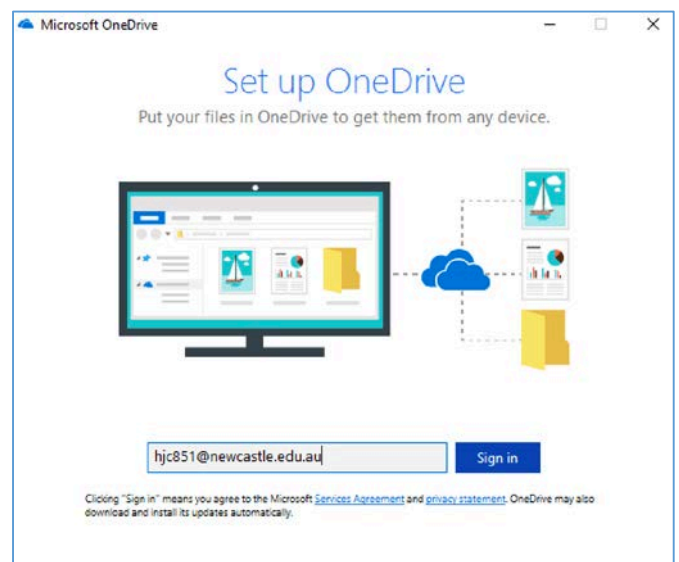 Microsoft OneDrive
Set up OneDrive
Put your files in OneDrive to get them from any device.
hjc851@newcastle.edu.au
Sign in
Clicking "Sign in" means you agree to the Microsoft Services Agreement and privacy statement. OneDrive may also
download and install its updates automatically.